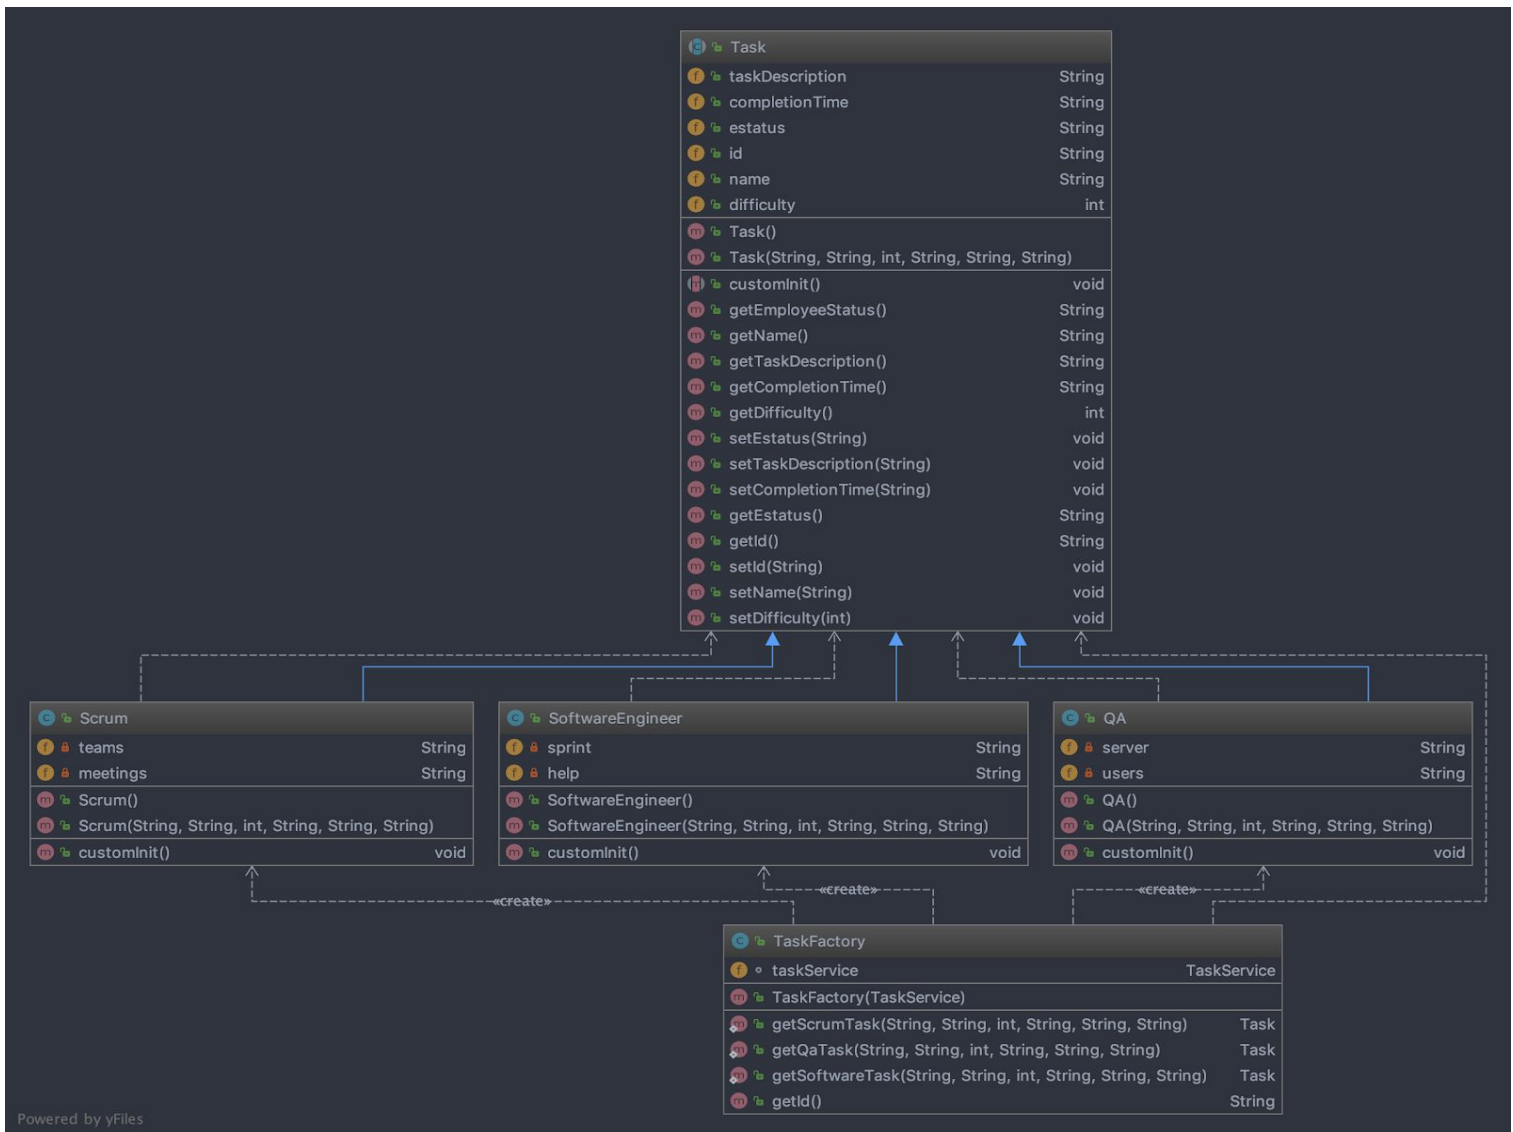 Task
taskDescription String
completionTime String
estatus String
id String
name String
difficulty int
Task()
Task(String, String, int, String, String, String)
customInit() void
getEmployeeStatus() String
getName() String
getTaskDescription() String
getCompletionTime() String
getDifficulty() int
setEstatus(String) void
setTaskDescription(String) void
setCompletionTime(String) void
getEstatus() String
getId() String
setId(String) void
setName(String) void
setDifficulty(int) void
Scrum
teams String
meetings String
Scrum()
Scrum(String, String, int, String, String, String)
customInit() void
SoftwareEngineer
sprint String
help String
SoftwareEngineer()
SoftwareEngineer(String, String, int, String, String, String)
customInit() void
QA
server String
users String
QA()
QA(String, String, int, String, String, String)
customInit() void
«create»
«create»
«create»
TaskFactory
taskService TaskService
TaskFactory(TaskService)
getScrumTask(String, String, int, String, String, String) Task
getQaTask(String, String, int, String, String, String) Task
getSoftwareTask(String, String, int, String, String, String) Task
getId() String
Powered by yFiles